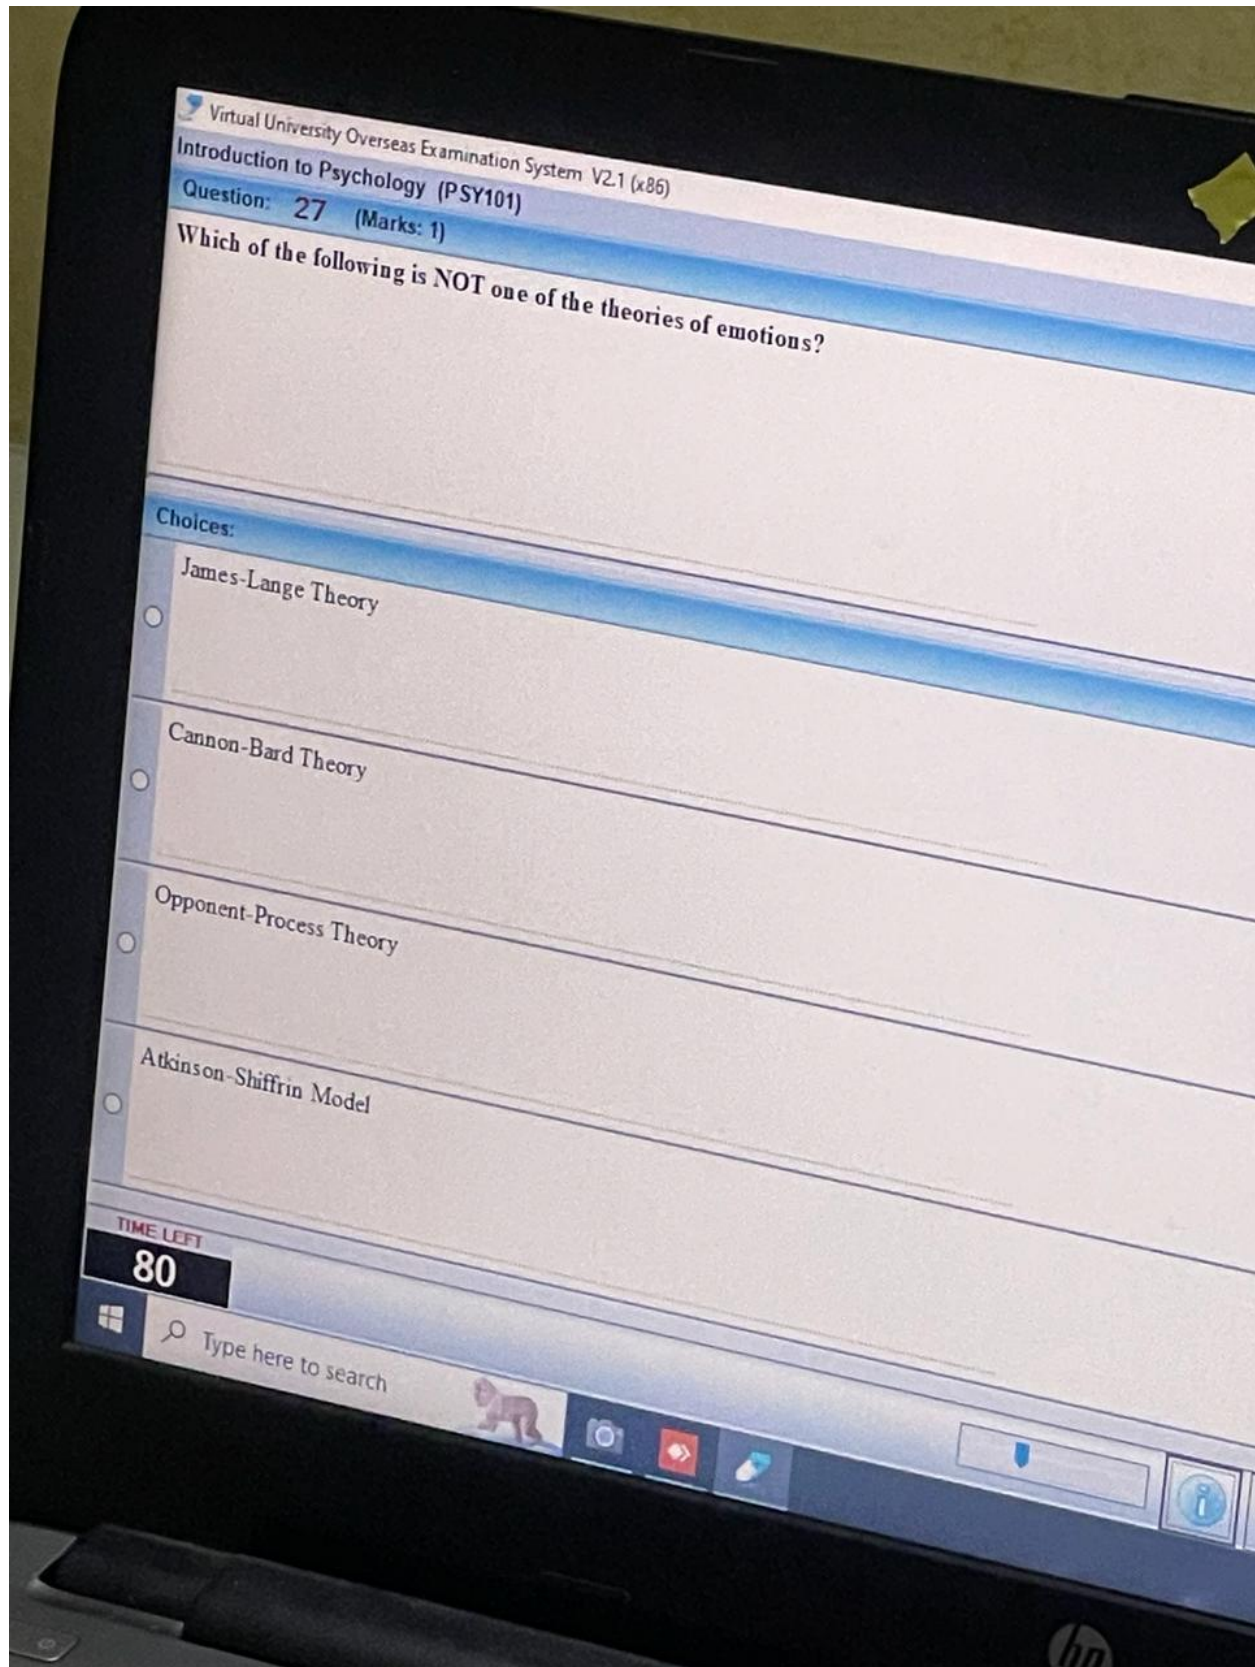 Virtual University Overseas Examination System V2.1 (x86)
Introduction to Psychology (PSY101)
Question: 27 (Marks: 1)
Which of the following is NOT one of the theories of emotions?
Choices:
James-Lange Theory
Cannon-Bard Theory
Opponent-Process Theory
Atkinson-Shiffrin Model
TIME LEFT
80
Type here to search
i
hp